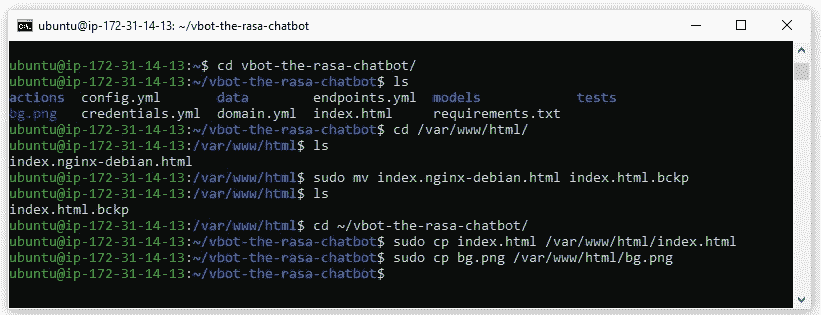 ubuntu@ip-172-31-14-13: ~/vbot-the-rasa-chatbot
ubuntu@ip-172-31-14-13:~$ cd vbot-the-rasa-chatbot/
ubuntu@ip-172-31-14-13:~/vbot-the-rasa-chatbot$ ls
actions config.yml data endpoints.yml models tests
bg.png credentials.yml domain.yml index.html requirements.txt
ubuntu@ip-172-31-14-13:~/vbot-the-rasa-chatbot$ cd /var/www/html/
ubuntu@ip-172-31-14-13:/var/www/html$ ls
index.nginx-debian.html
ubuntu@ip-172-31-14-13:/var/www/html$ sudo mv index.nginx-debian.html index.html.bckp
ubuntu@ip-172-31-14-13:/var/www/html$ ls
index.html.bckp
ubuntu@ip-172-31-14-13:/var/www/html$ cd ~/vbot-the-rasa-chatbot/
ubuntu@ip-172-31-14-13:~/vbot-the-rasa-chatbot$ sudo cp index.html /var/www/html/index.html
ubuntu@ip-172-31-14-13:~/vbot-the-rasa-chatbot$ sudo cp bg.png /var/www/html/bg.png
ubuntu@ip-172-31-14-13:~/vbot-the-rasa-chatbot$